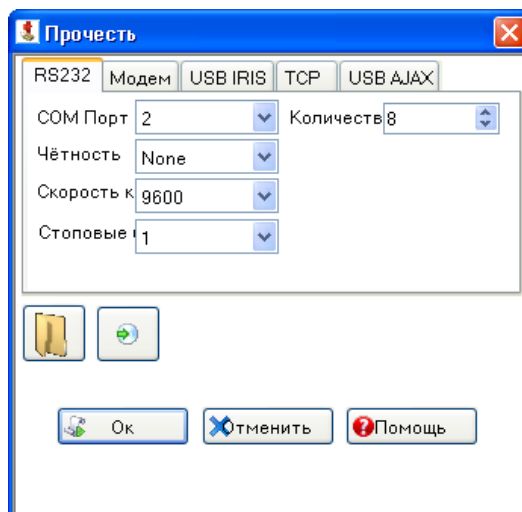 Прочесть
RS232 Модем USB IRIS TCP USB AJAX
COM Порт 2 Количеств 8
Чётность None
Скорость к 9600
Стоповые 1
Ок Отменить Помощь